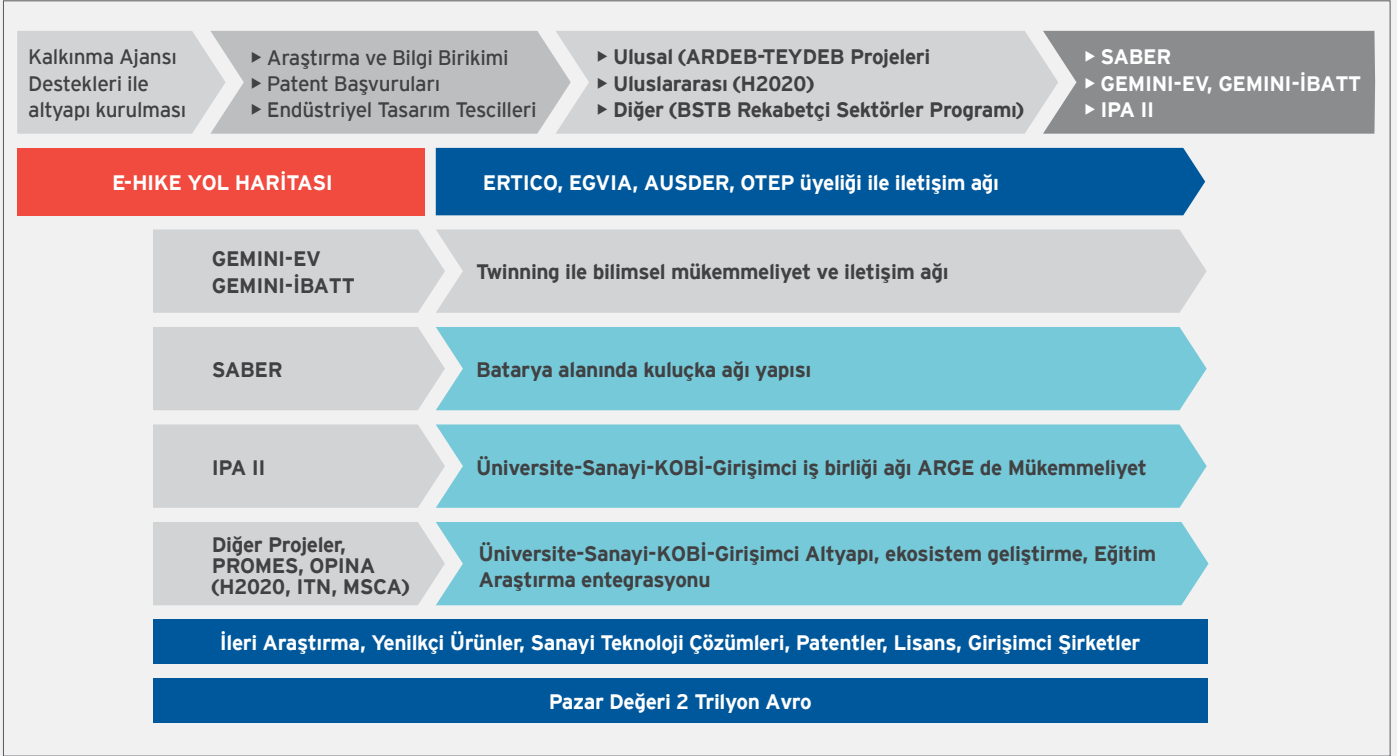 Kalkınma Ajansı
Destekleri ile
altyapı kurulması
▸ Araştırma ve Bilgi Birikimi
▸ Patent Başvuruları
▸ Endüstriyel Tasarım Tescilleri
▸ Ulusal (ARDEB-TEYDEB Projeleri
▸ Uluslararası (H2020)
▸ Diğer (BSTB Rekabetçi Sektörler Programı)
▸ SABER
▸ GEMINI-EV, GEMINI-İBATT
▸ IPA II
E-HIKE YOL HARİTASI
ERTICO, EGVIA, AUSDER, OTEP üyeliği ile iletişim ağı
GEMINI-EV
GEMINI-İBATT
Twinning ile bilimsel mükemmeliyet ve iletişim ağı
SABER
Batarya alanında kuluçka ağı yapısı
IPA II
Üniversite-Sanayi-KOBİ-Girişimci iş birliği ağı ARGE de Mükemmeliyet
Diğer Projeler,
PROMES, OPINA
(H2020, ITN, MSCA)
Üniversite-Sanayi-KOBİ-Girişimci Altyapı, ekosistem geliştirme, Eğitim
Araştırma entegrasyonu
İleri Araştırma, Yenilkçi Ürünler, Sanayi Teknoloji Çözümleri, Patentler, Lisans, Girişimci Şirketler
Pazar Değeri 2 Trilyon Avro